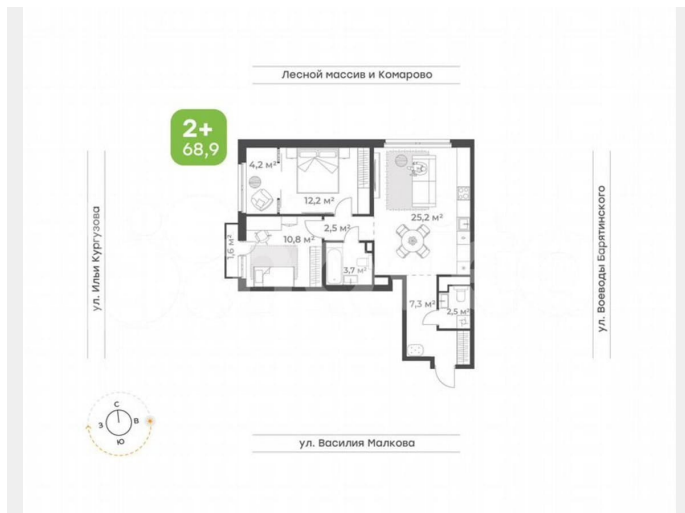 Лесной массив и Комарово
2+
68,9
4,2 м²
12,2 м²
25,2 м²
2,5 м²
10,8 м²
1,6 м²
3,7 м²
7,3 м²
2,5 м²
ул. Ильи Кургузова
ул. Воеводы Барятинского
С
З
В
Ю
ул. Василия Малкова